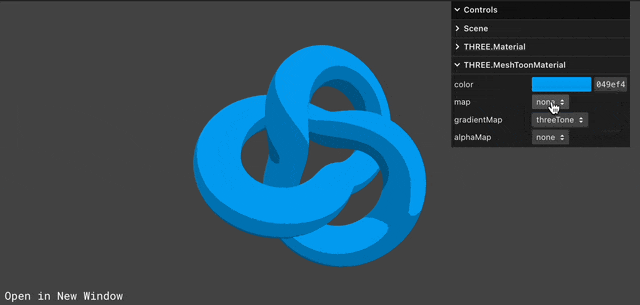 Controls
Scene
THREE.Material
THREE.MeshToonMaterial
color 049ef4
map none
gradientMap threeTone
alphaMap none
Open in New Window